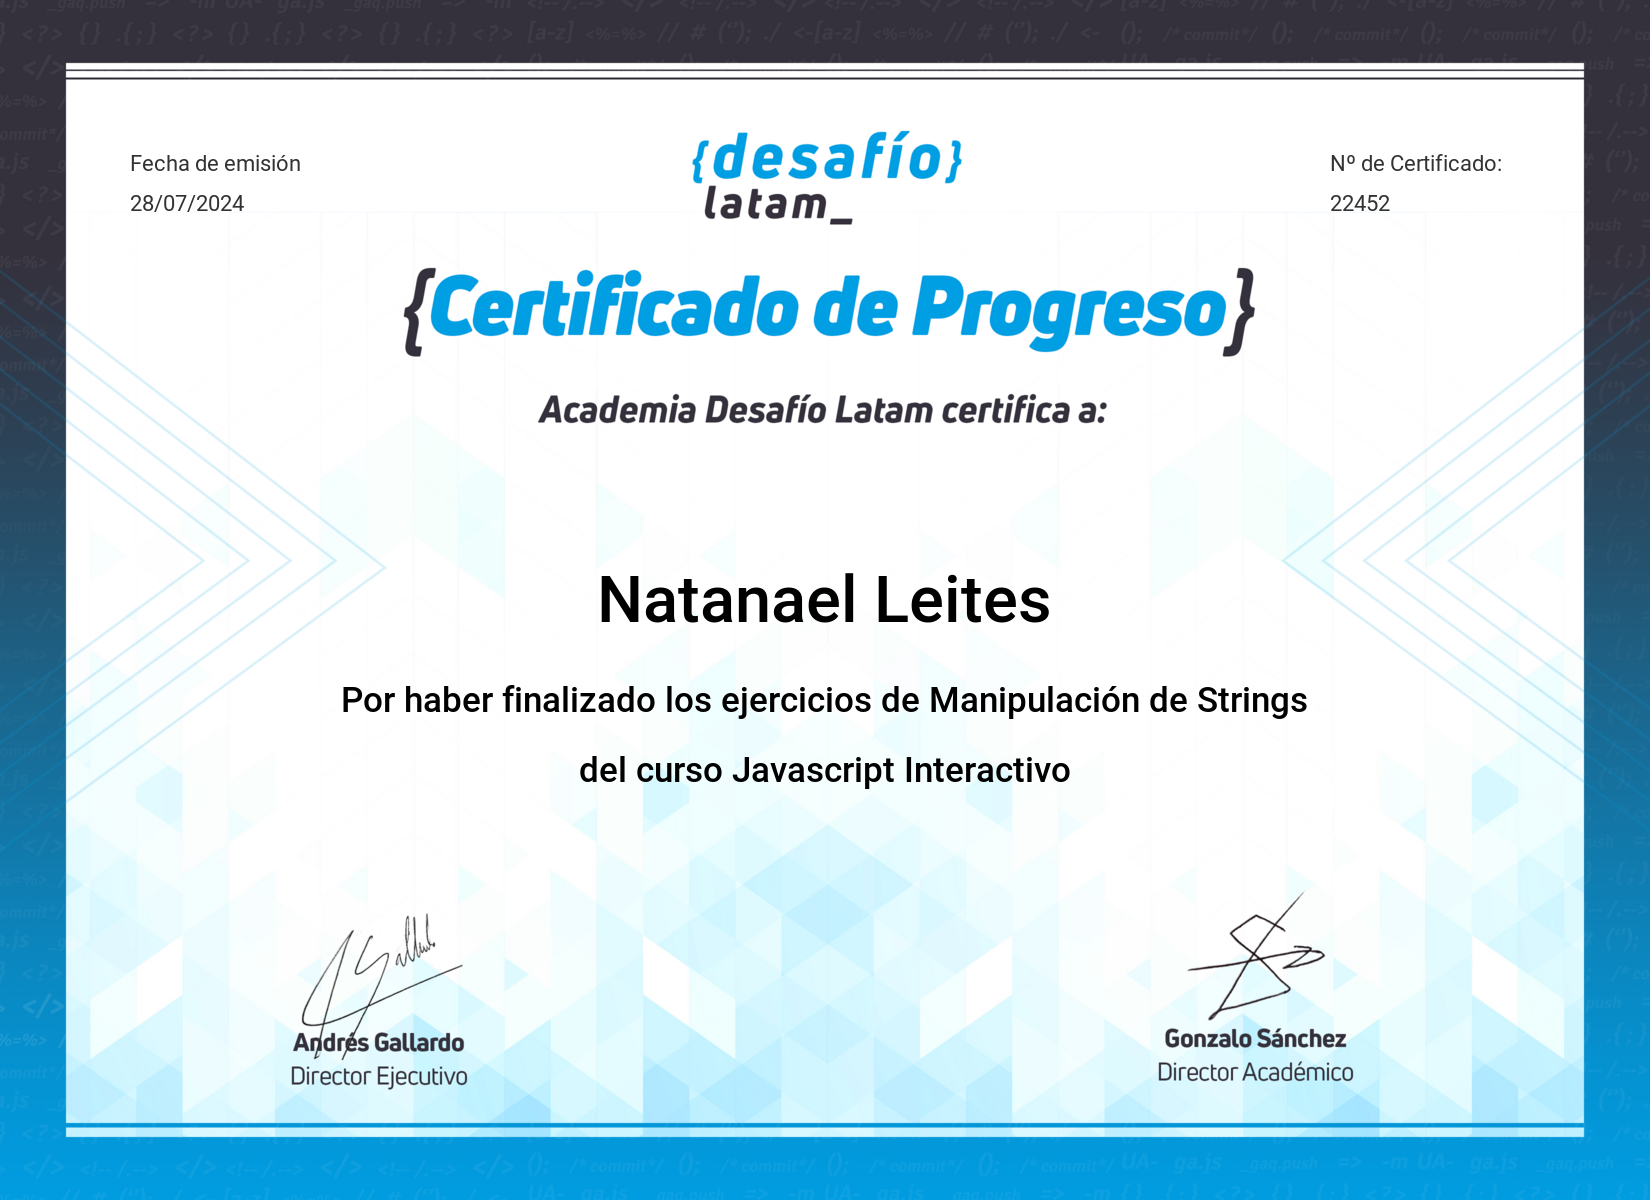 Fecha de emisión
28/07/2024
{desafío}
latam_
Nº de Certificado:
22452
{Certificado de Progreso}
Academia Desafío Latam certifica a:
Natanael Leites
Por haber finalizado los ejercicios de Manipulación de Strings
del curso Javascript Interactivo
Andrés Gallardo
Director Ejecutivo
Gonzalo Sánchez
Director Académico